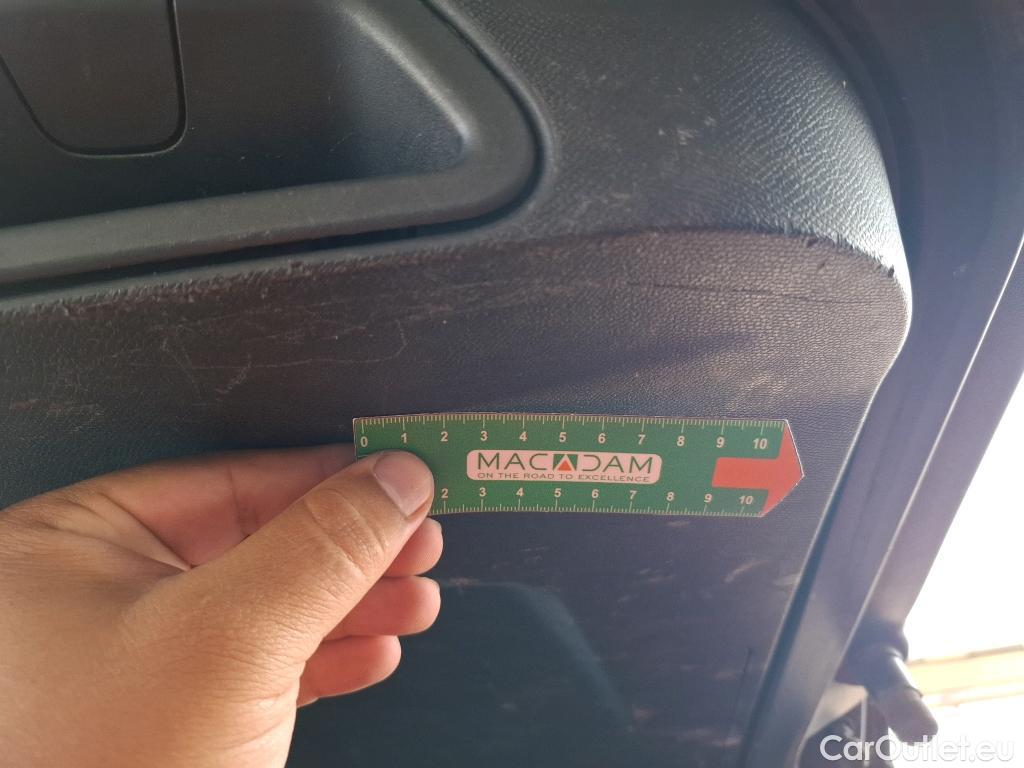 0 1 2 3 4 5 6 7 8 9 10
MACADAM
ON THE ROAD TO EXCELLENCE
2 3 4 5 6 7 8 9 10
CarOutlet.eu